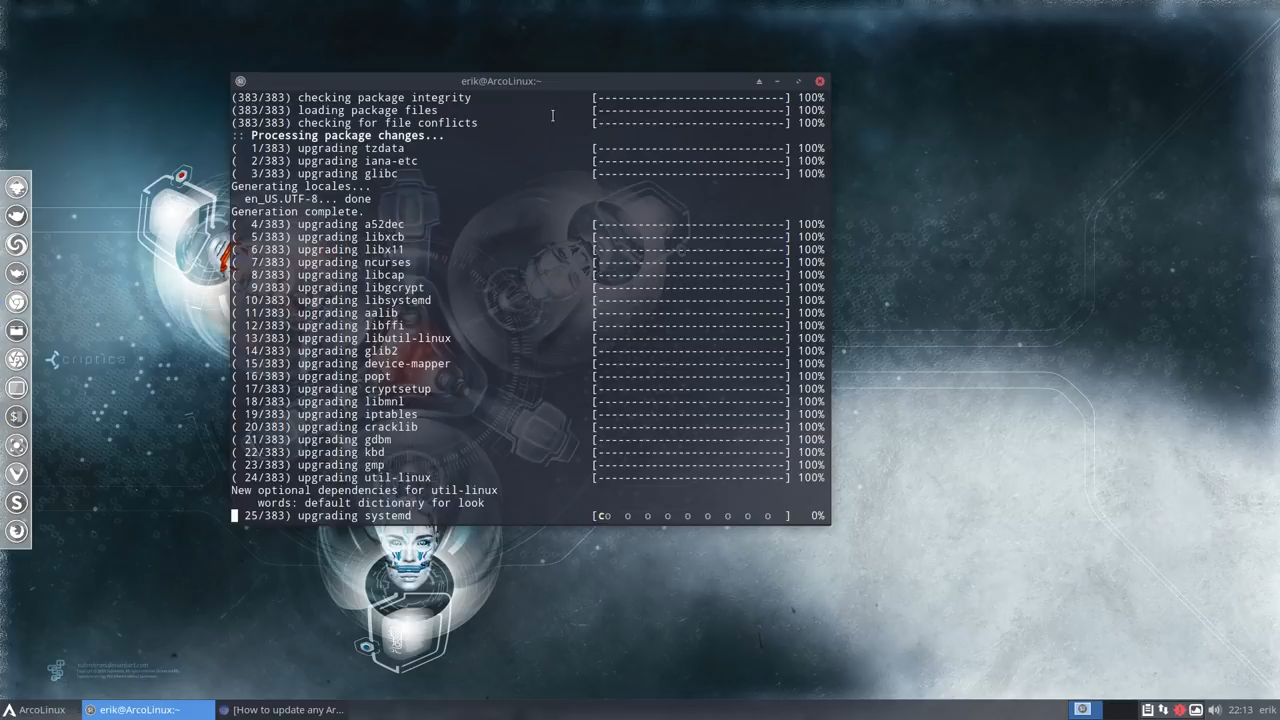 erik@ArcoLinux:~
(383/383) checking package integrity [---------------------------] 100%
(383/383) loading package files [---------------------------] 100%
(383/383) checking for file conflicts [---------------------------] 100%
:: Processing package changes...
( 1/383) upgrading tzdata [---------------------------] 100%
( 2/383) upgrading iana-etc [---------------------------] 100%
( 3/383) upgrading glibc [---------------------------] 100%
Generating locales...
en_US.UTF-8... done
Generation complete.
( 4/383) upgrading a52dec [---------------------------] 100%
( 5/383) upgrading libxcb [---------------------------] 100%
( 6/383) upgrading libx11 [---------------------------] 100%
( 7/383) upgrading ncurses [---------------------------] 100%
( 8/383) upgrading libcap [---------------------------] 100%
( 9/383) upgrading libgcrypt [---------------------------] 100%
( 10/383) upgrading libsystemd [---------------------------] 100%
( 11/383) upgrading aalib [---------------------------] 100%
( 12/383) upgrading libffi [---------------------------] 100%
( 13/383) upgrading libutil-linux [---------------------------] 100%
( 14/383) upgrading glib2 [---------------------------] 100%
( 15/383) upgrading device-mapper [---------------------------] 100%
( 16/383) upgrading popt [---------------------------] 100%
( 17/383) upgrading cryptsetup [---------------------------] 100%
( 18/383) upgrading libmnl [---------------------------] 100%
( 19/383) upgrading iptables [---------------------------] 100%
( 20/383) upgrading cracklib [---------------------------] 100%
( 21/383) upgrading gdbm [---------------------------] 100%
( 22/383) upgrading kbd [---------------------------] 100%
( 23/383) upgrading gmp [---------------------------] 100%
( 24/383) upgrading util-linux [---------------------------] 100%
New optional dependencies for util-linux
words: default dictionary for look
25/383) upgrading systemd [Co o o o o o o o o ] 0%
criptica
ArcoLinux erik@ArcoLinux:~ [How to update any Ar... 22:13 erik